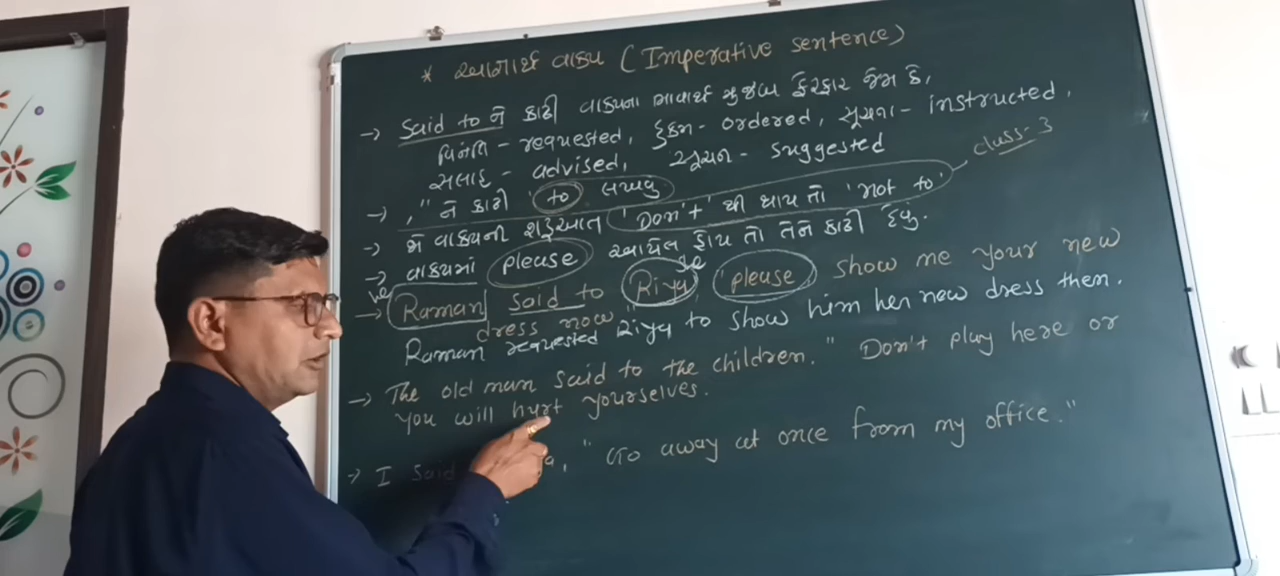 * આજ્ઞાર્થ વાક્ય (Imperative sentence)
→ Said to ને કાઢી વાક્યના ભાવાર્થ મુજબ ફેરફાર જેમ કે,
વિનંતિ - requested, હુકમ - ordered, સૂચના - instructed,
સલાહ - advised, સૂચન - suggested
→ ," ને કાઢી 'to' લખવુ
→ જો વાક્યની શરૂઆત 'Don't' થી થાય તો 'not to' class-3
→ વાક્યમાં please આપેલ હોય તો તેને કાઢી દેવુ.
→ Raman said to Riya 'please show me your new
dress now"
Raman requested Riya to show him her new dress then.
→ The old man said to the children." Don't play here or
you will hurt yourselves.
→ I said "Go away at once from my office."